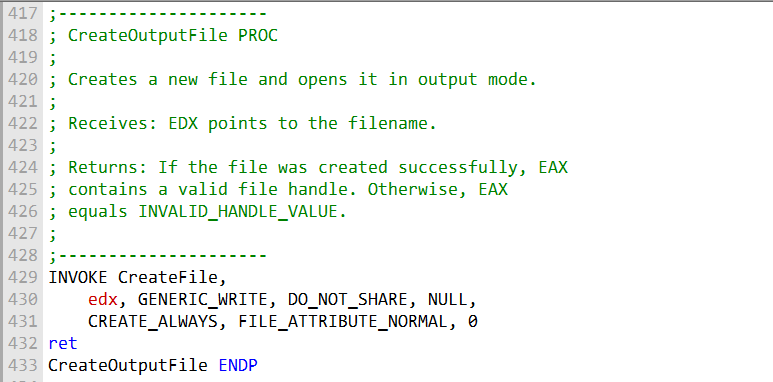 417 ;---------------------
418 ; CreateOutputFile PROC
419 ;
420 ; Creates a new file and opens it in output mode.
421 ;
422 ; Receives: EDX points to the filename.
423 ;
424 ; Returns: If the file was created successfully, EAX
425 ; contains a valid file handle. Otherwise, EAX
426 ; equals INVALID_HANDLE_VALUE.
427 ;
428 ;---------------------
429 INVOKE CreateFile,
430     edx, GENERIC_WRITE, DO_NOT_SHARE, NULL,
431     CREATE_ALWAYS, FILE_ATTRIBUTE_NORMAL, 0
432 ret
433 CreateOutputFile ENDP